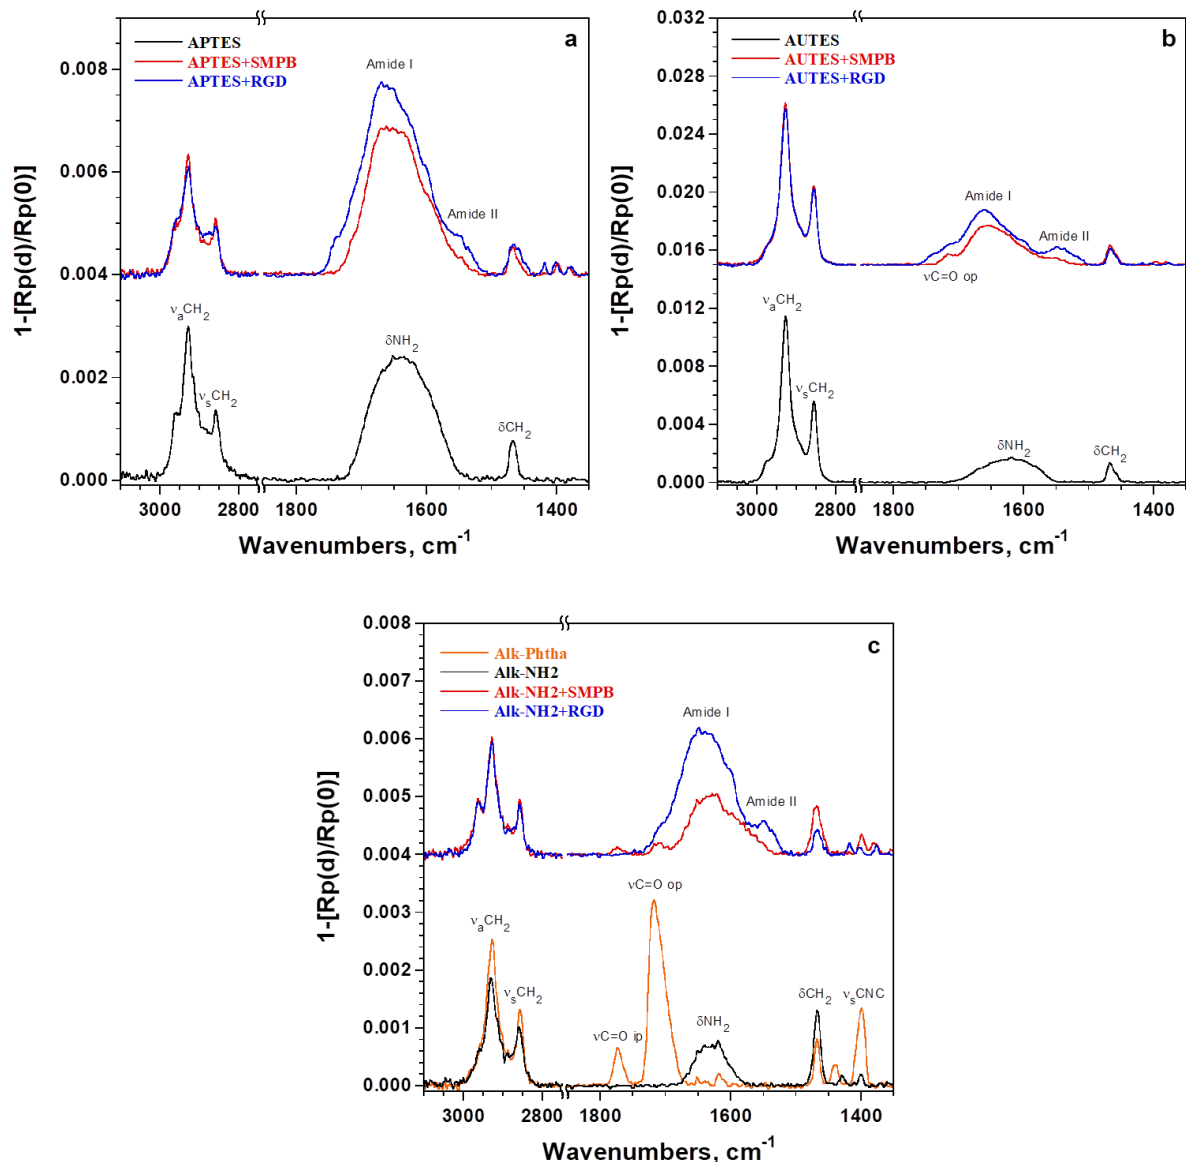 a
APTES
APTES+SMPB
APTES+RGD
Amide I
Amide II
νaCH2
νsCH2
δNH2
δCH2
0.008
0.006
0.004
0.002
0.000
3000 2800 1800 1600 1400
1-[Rp(d)/Rp(0)]
Wavenumbers, cm-1
b
AUTES
AUTES+SMPB
AUTES+RGD
Amide I
Amide II
νC=O op
νaCH2
νsCH2
δNH2
δCH2
0.032
0.028
0.024
0.020
0.016
0.012
0.008
0.004
0.000
3000 2800 1800 1600 1400
1-[Rp(d)/Rp(0)]
Wavenumbers, cm-1
c
Alk-Phtha
Alk-NH2
Alk-NH2+SMPB
Alk-NH2+RGD
Amide I
Amide II
νC=O op
νaCH2
νsCH2
νC=O ip
δNH2
δCH2
νsCNC
0.008
0.007
0.006
0.005
0.004
0.003
0.002
0.001
0.000
3000 2800 1800 1600 1400
1-[Rp(d)/Rp(0)]
Wavenumbers, cm-1